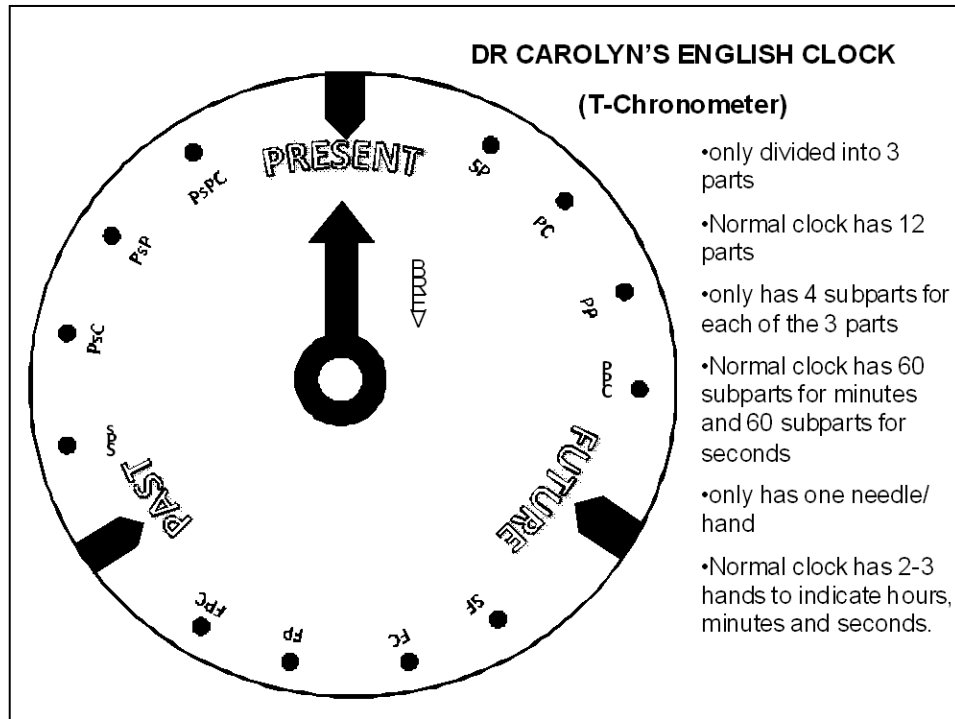 DR CAROLYN'S ENGLISH CLOCK
(T-Chronometer)
PRESENT
SP
PC
PP
PPC
FUTURE
SF
FC
FP
FPC
PAST
SPS
PsC
PsP
PsPC
•only divided into 3
parts
•Normal clock has 12
parts
•only has 4 subparts for
each of the 3 parts
•Normal clock has 60
subparts for minutes
and 60 subparts for
seconds
•only has one needle/
hand
•Normal clock has 2-3
hands to indicate hours,
minutes and seconds.